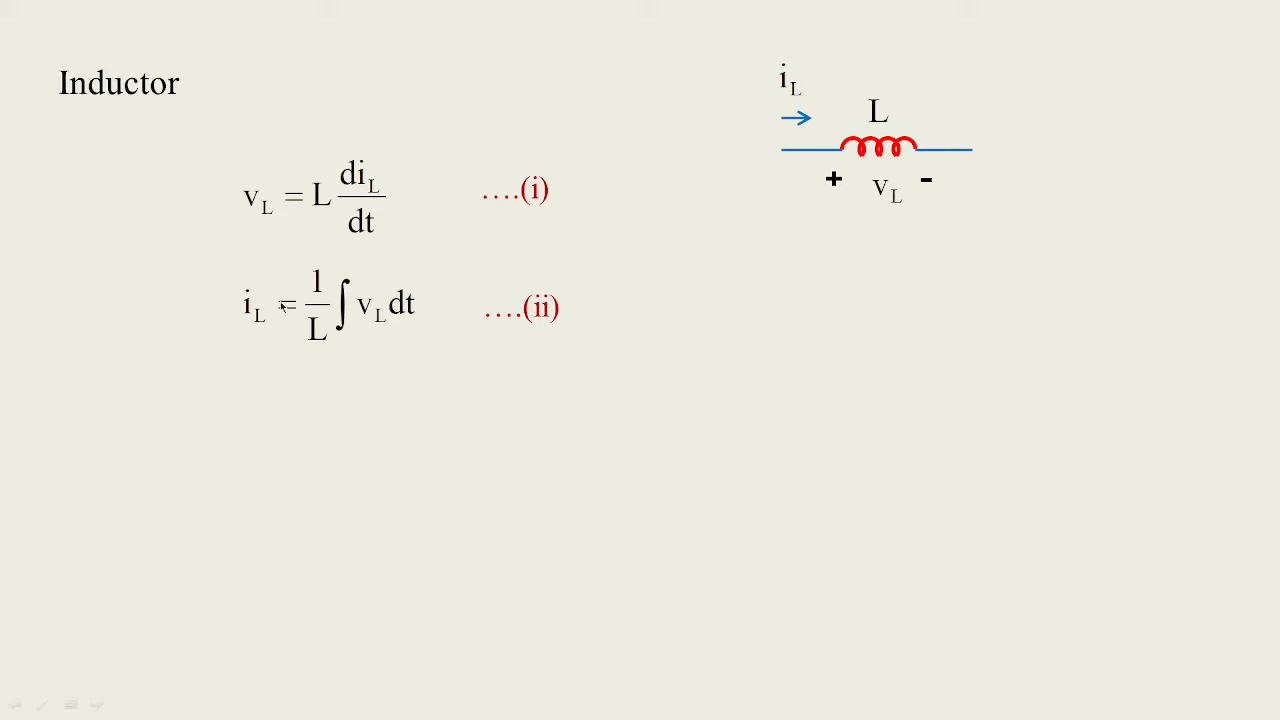 Inductor
i_L
L
+ v_L -
v_L = L di_L/dt ....(i)
i_L = 1/L ∫ v_L dt ....(ii)